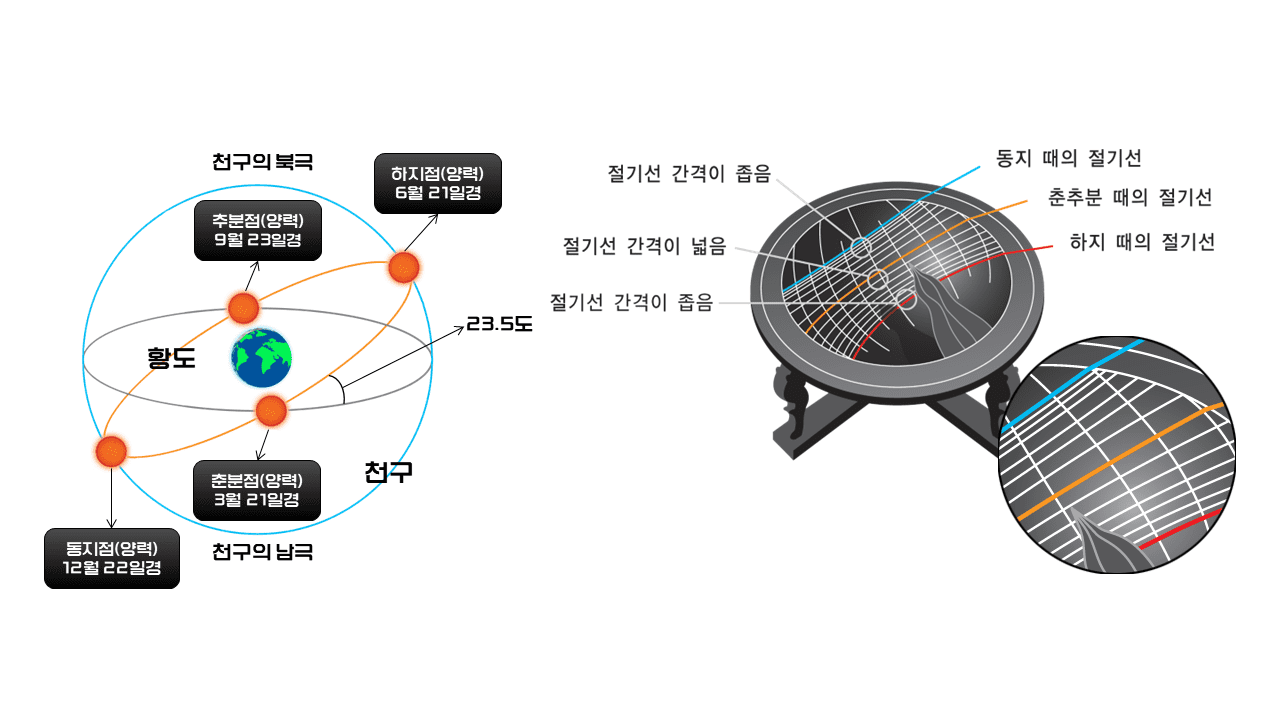 천구의 북극
하지점(양력)
6월 21일경
추분점(양력)
9월 23일경
23.5도
황도
천구
춘분점(양력)
3월 21일경
동지점(양력)
12월 22일경
천구의 남극
동지 때의 절기선
절기선 간격이 좁음
춘추분 때의 절기선
절기선 간격이 넓음
하지 때의 절기선
절기선 간격이 좁음